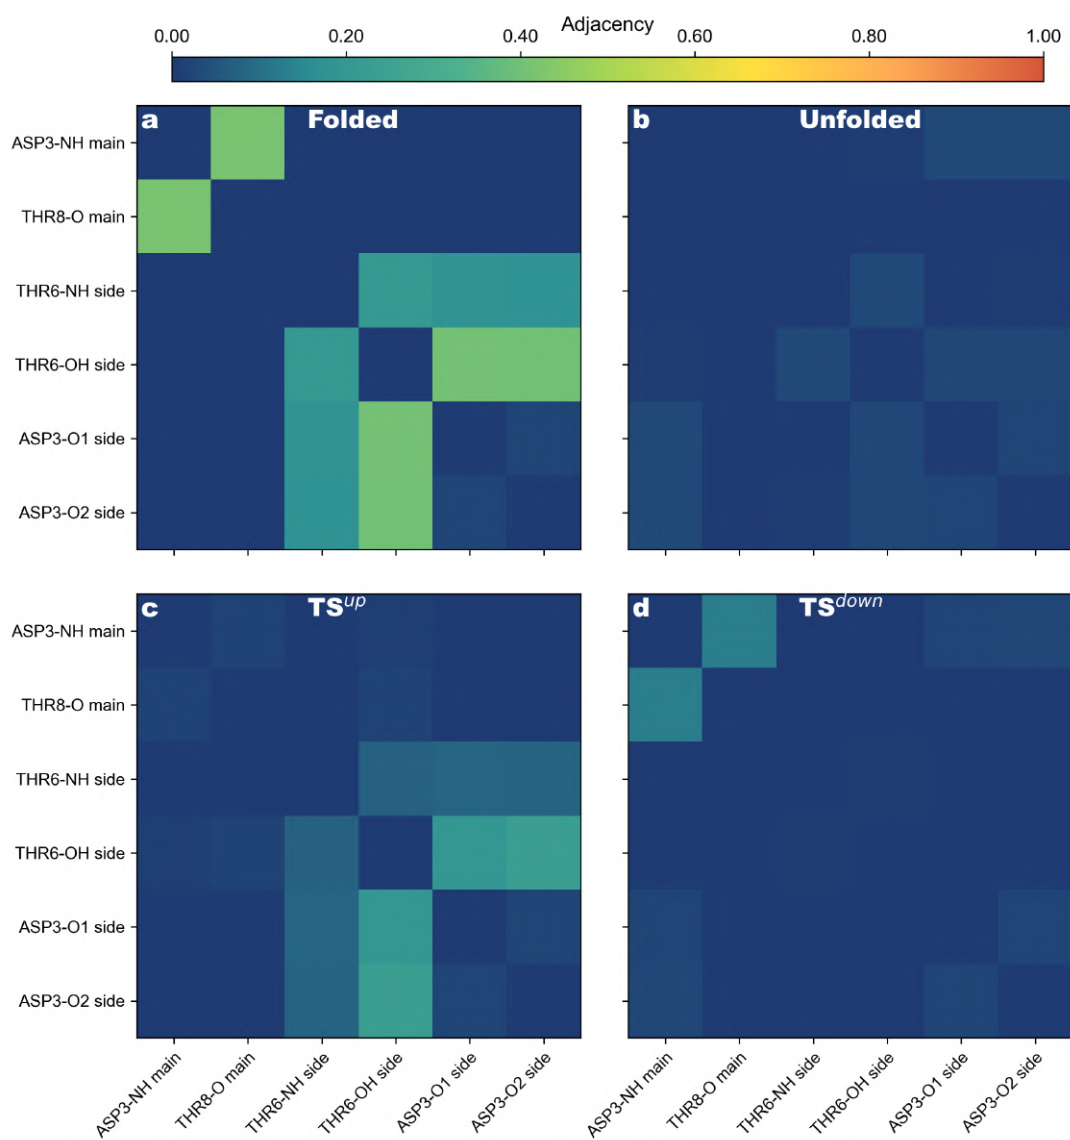 Adjacency
0.00 0.20 0.40 0.60 0.80 1.00
a Folded
b Unfolded
ASP3-NH main
THR8-O main
THR6-NH side
THR6-OH side
ASP3-O1 side
ASP3-O2 side
c TS^up
d TS^down
ASP3-NH main
THR8-O main
THR6-NH side
THR6-OH side
ASP3-O1 side
ASP3-O2 side
ASP3-NH main
THR8-O main
THR6-NH side
THR6-OH side
ASP3-O1 side
ASP3-O2 side
ASP3-NH main
THR8-O main
THR6-NH side
THR6-OH side
ASP3-O1 side
ASP3-O2 side